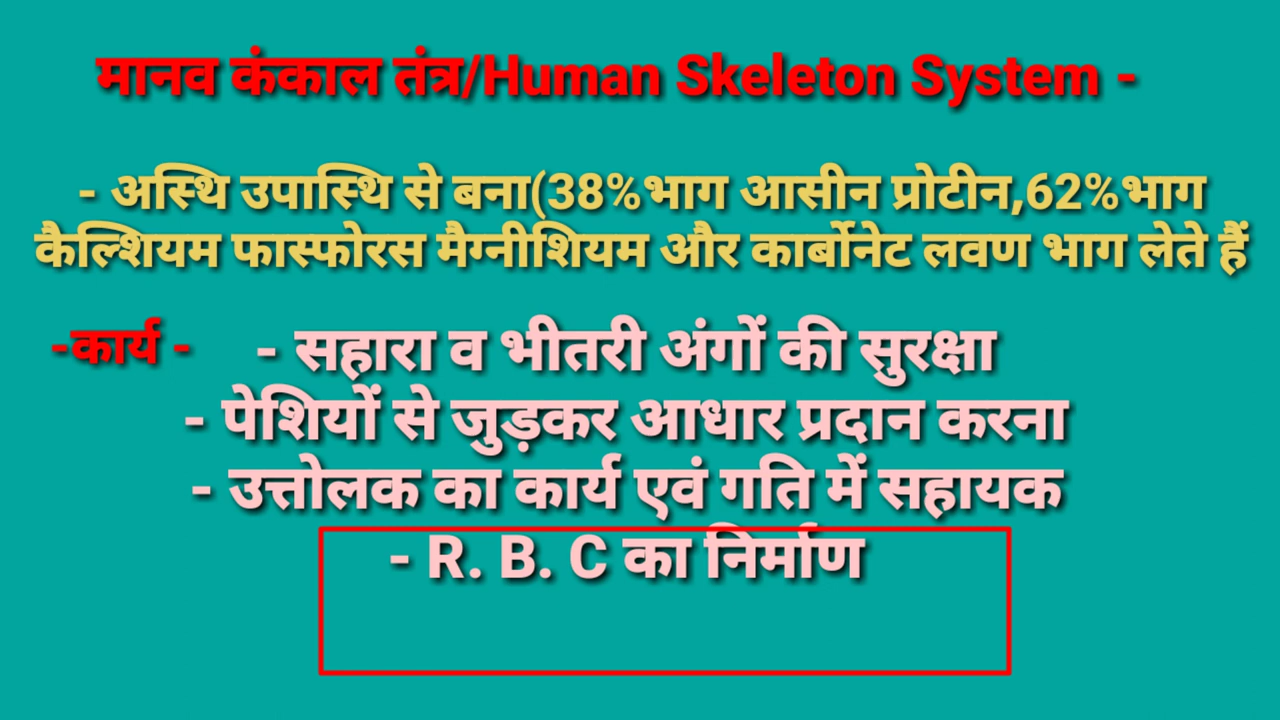 मानव कंकाल तंत्र/Human Skeleton System -
- अस्थि उपास्थि से बना(38%भाग आसीन प्रोटीन,62%भाग
कैल्शियम फास्फोरस मैग्नीशियम और कार्बोनेट लवण भाग लेते हैं
-कार्य - - सहारा व भीतरी अंगों की सुरक्षा
- पेशियों से जुड़कर आधार प्रदान करना
- उत्तोलक का कार्य एवं गति में सहायक
- R. B. C का निर्माण